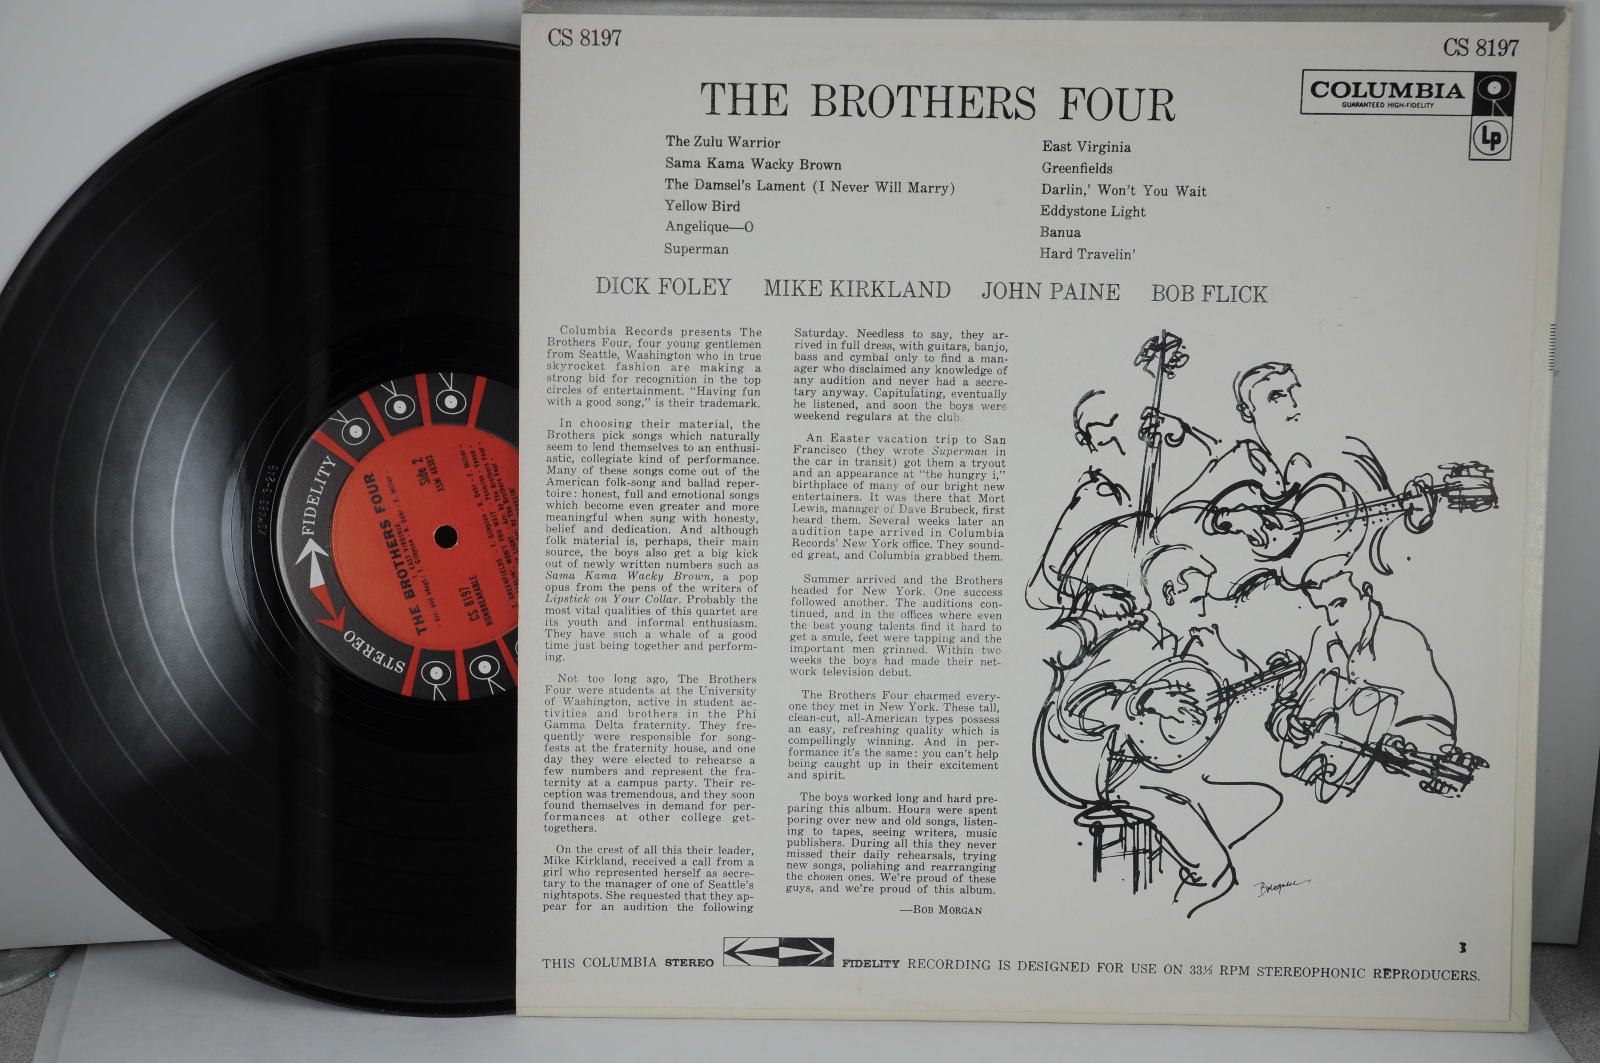 CS 8197
CS 8197
COLUMBIA
GUARANTEED HIGH-FIDELITY
Lp
THE BROTHERS FOUR
The Zulu Warrior
Sama Kama Wacky Brown
The Damsel's Lament (I Never Will Marry)
Yellow Bird
Angelique—O
Superman
East Virginia
Greenfields
Darlin,' Won't You Wait
Eddystone Light
Banua
Hard Travelin'
DICK FOLEY MIKE KIRKLAND JOHN PAINE BOB FLICK
Columbia Records presents The
Brothers Four, four young gentlemen
from Seattle, Washington who in true
skyrocket fashion are making a
strong bid for recognition in the top
circles of entertainment. "Having fun
with a good song," is their trademark.
In choosing their material, the
Brothers pick songs which naturally
seem to lend themselves to an enthusi-
astic, collegiate kind of performance.
Many of these songs come out of the
American folk-song and ballad reper-
toire: honest, full and emotional songs
which become even greater and more
meaningful when sung with honesty,
belief and dedication. And although
folk material is, perhaps, their main
source, the boys also get a big kick
out of newly written numbers such as
Sama Kama Wacky Brown, a pop
opus from the pens of the writers of
Lipstick on Your Collar. Probably the
most vital qualities of this quartet are
its youth and informal enthusiasm.
They have such a whale of a good
time just being together and perform-
ing.
Not too long ago, The Brothers
Four were students at the University
of Washington, active in student ac-
tivities and brothers in the Phi
Gamma Delta fraternity. They fre-
quently were responsible for song-
fests at the fraternity house, and one
day they were elected to rehearse a
few numbers and represent the fra-
ternity at a campus party. Their re-
ception was tremendous, and they soon
found themselves in demand for per-
formances at other college get-
togethers.
On the crest of all this their leader,
Mike Kirkland, received a call from a
girl who represented herself as secre-
tary to the manager of one of Seattle's
nightspots. She requested that they ap-
pear for an audition the following
Saturday. Needless to say, they ar-
rived in full dress, with guitars, banjo,
bass and cymbal only to find a man-
ager who disclaimed any knowledge of
any audition and never had a secre-
tary anyway. Capitulating, eventually
he listened, and soon the boys were
weekend regulars at the club.
An Easter vacation trip to San
Francisco (they wrote Superman in
the car in transit) got them a tryout
and an appearance at "the hungry i,"
birthplace of many of our bright new
entertainers. It was there that Mort
Lewis, manager of Dave Brubeck, first
heard them. Several weeks later an
audition tape arrived in Columbia
Records' New York office. They sound-
ed great, and Columbia grabbed them.
Summer arrived and the Brothers
headed for New York. One success
followed another. The auditions con-
tinued, and in the offices where even
the best young talents find it hard to
get a smile, feet were tapping and the
important men grinned. Within two
weeks the boys had made their net-
work television debut.
The Brothers Four charmed every-
one they met in New York. These tall,
clean-cut, all-American types possess
an easy, refreshing quality which is
compellingly winning. And in per-
formance it's the same: you can't help
being caught up in their excitement
and spirit.
The boys worked long and hard pre-
paring this album. Hours were spent
poring over new and old songs, listen-
ing to tapes, seeing writers, music
publishers. During all this they never
missed their daily rehearsals, trying
new songs, polishing and rearranging
the chosen ones. We're proud of these
guys, and we're proud of this album.
—BOB MORGAN
3
THIS COLUMBIA STEREO FIDELITY RECORDING IS DESIGNED FOR USE ON 33⅓ RPM STEREOPHONIC REPRODUCERS.
STEREO FIDELITY
THE BROTHERS FOUR
CS 8197
NONBREAKABLE
Side 2